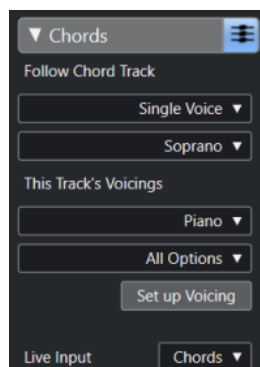 Chords
Follow Chord Track
Single Voice
Soprano
This Track's Voicings
Piano
All Options
Set up Voicing
Live Input Chords